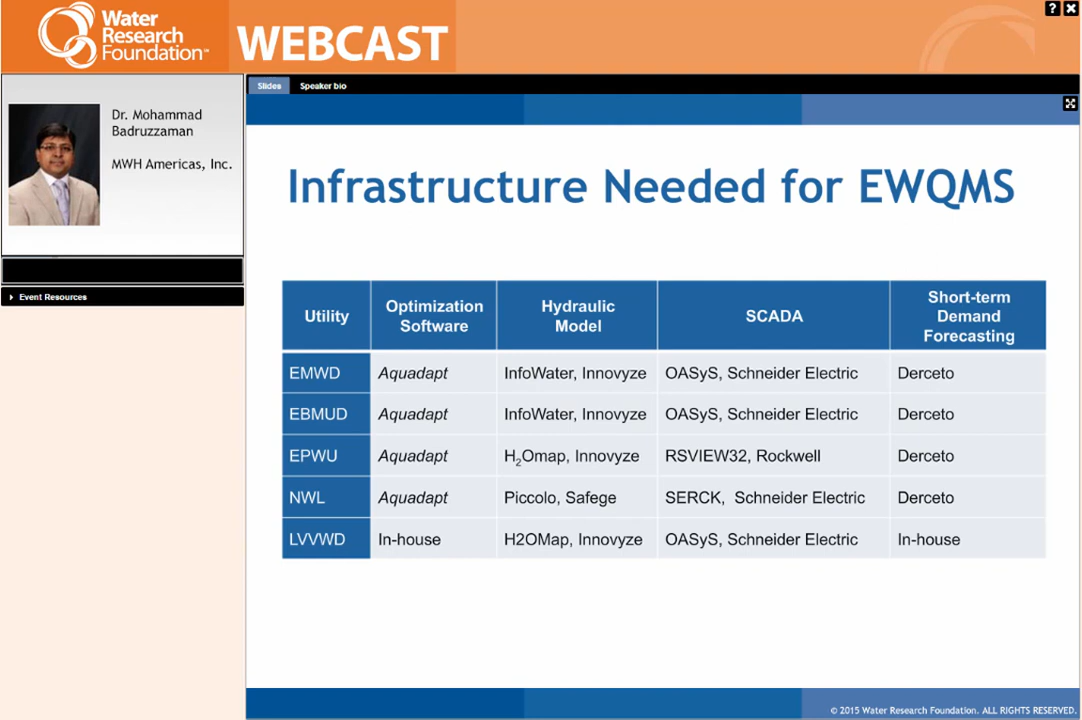 Water
Research
Foundation™
WEBCAST
? X
Slides Speaker bio
Dr. Mohammad
Badruzzaman
MWH Americas, Inc.
Event Resources
Infrastructure Needed for EWQMS
Utility Optimization Software Hydraulic Model SCADA Short-term Demand Forecasting
EMWD Aquadapt InfoWater, Innovyze OASyS, Schneider Electric Derceto
EBMUD Aquadapt InfoWater, Innovyze OASyS, Schneider Electric Derceto
EPWU Aquadapt H₂Omap, Innovyze RSVIEW32, Rockwell Derceto
NWL Aquadapt Piccolo, Safege SERCK, Schneider Electric Derceto
LVVWD In-house H2OMap, Innovyze OASyS, Schneider Electric In-house
© 2015 Water Research Foundation. ALL RIGHTS RESERVED.